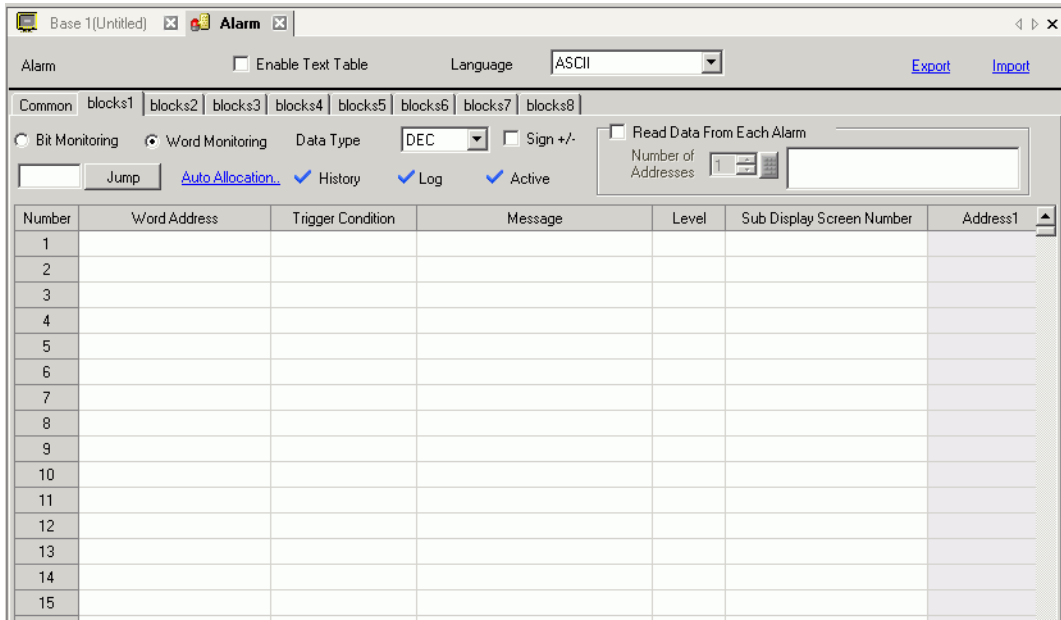 Base 1(Untitled) Alarm
Alarm Enable Text Table Language ASCII Export Import
Common blocks1 blocks2 blocks3 blocks4 blocks5 blocks6 blocks7 blocks8
Bit Monitoring Word Monitoring Data Type DEC Sign +/- Read Data From Each Alarm
Number of Addresses 1
Jump Auto Allocation.. History Log Active
Number Word Address Trigger Condition Message Level Sub Display Screen Number Address1
1
2
3
4
5
6
7
8
9
10
11
12
13
14
15